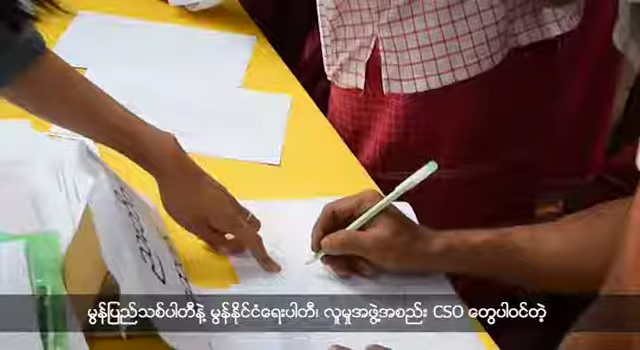 မွန်ပြည်သစ်ပါတီနဲ့ မွန်နိုင်ငံရေးပါတီ၊ လူမှုအဖွဲ့အစည်း CSO တွေပါဝင်တဲ့